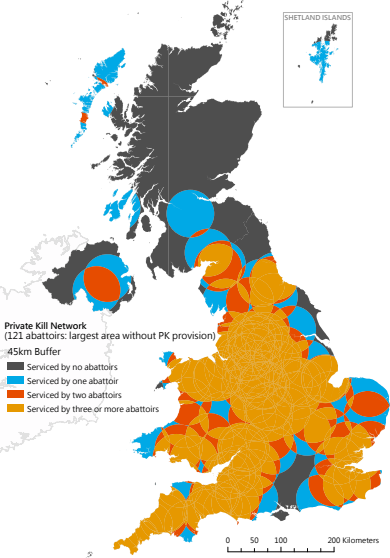 SHETLAND ISLANDS
Private Kill Network
(121 abattoirs: largest area without PK provision)
45km Buffer
Serviced by no abattoirs
Serviced by one abattoir
Serviced by two abattoirs
Serviced by three or more abattoirs
0 50 100 200 Kilometers